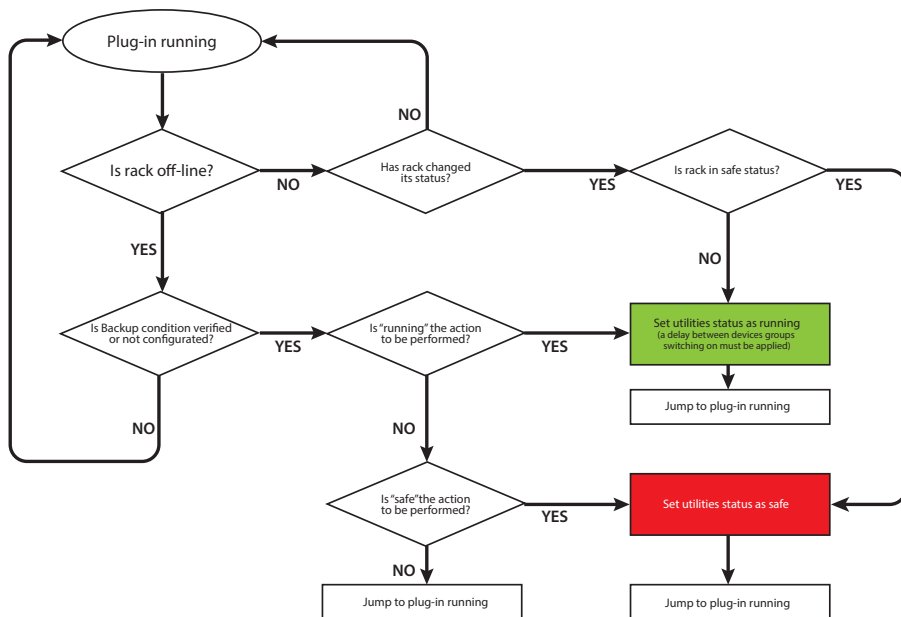 Plug-in running
NO
Is rack off-line?
NO
Has rack changed
its status?
YES
Is rack in safe status?
YES
YES
NO
Is Backup condition verified
or not configurated?
YES
Is "running" the action
to be performed?
YES
Set utilities status as running
(a delay between devices groups
switching on must be applied)
Jump to plug-in running
NO
NO
Is "safe" the action
to be performed?
YES
Set utilities status as safe
NO
Jump to plug-in running
Jump to plug-in running